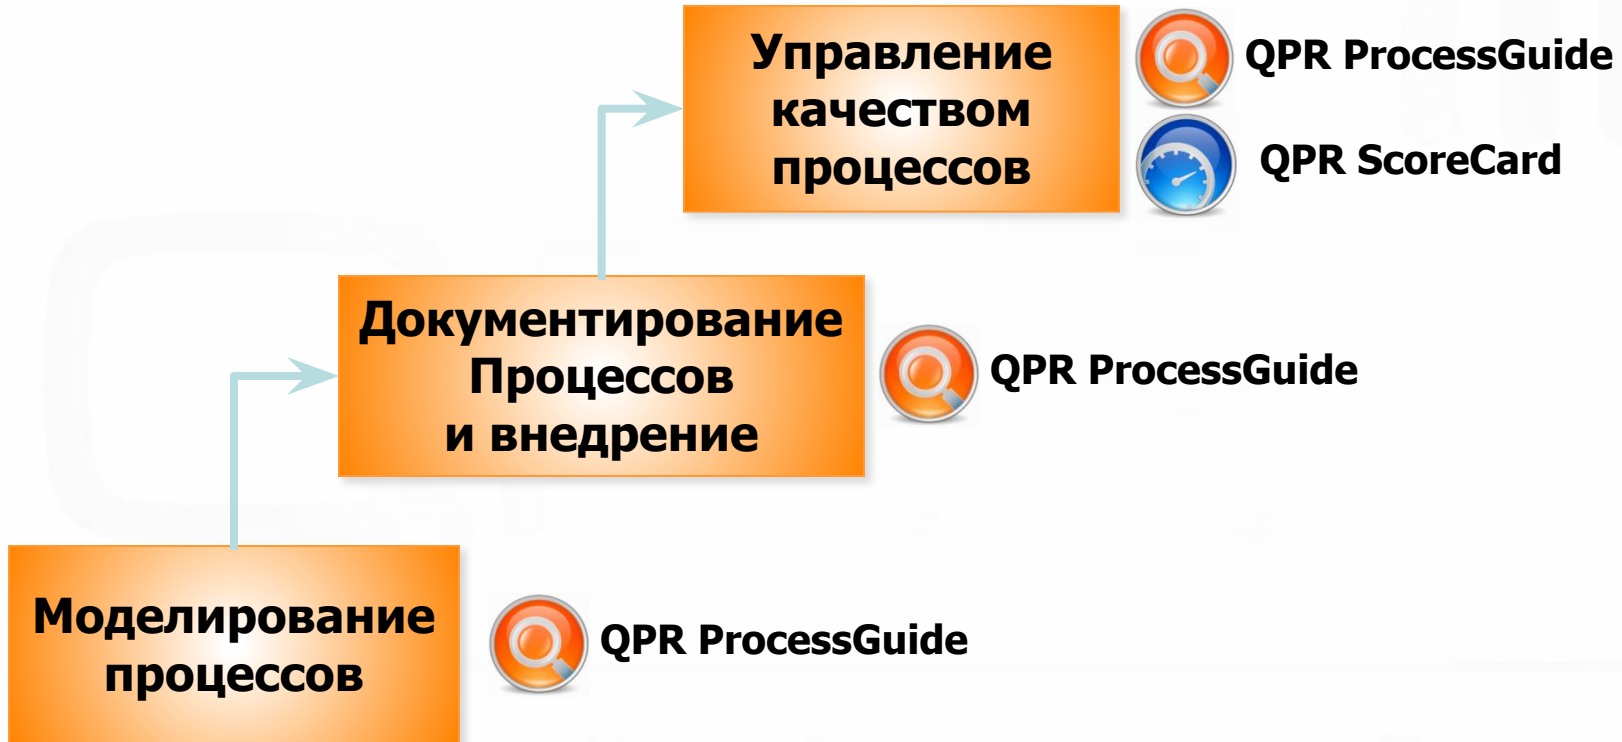 Управление
качеством
процессов
QPR ProcessGuide
QPR ScoreCard
Документирование
Процессов
и внедрение
QPR ProcessGuide
Моделирование
процессов
QPR ProcessGuide